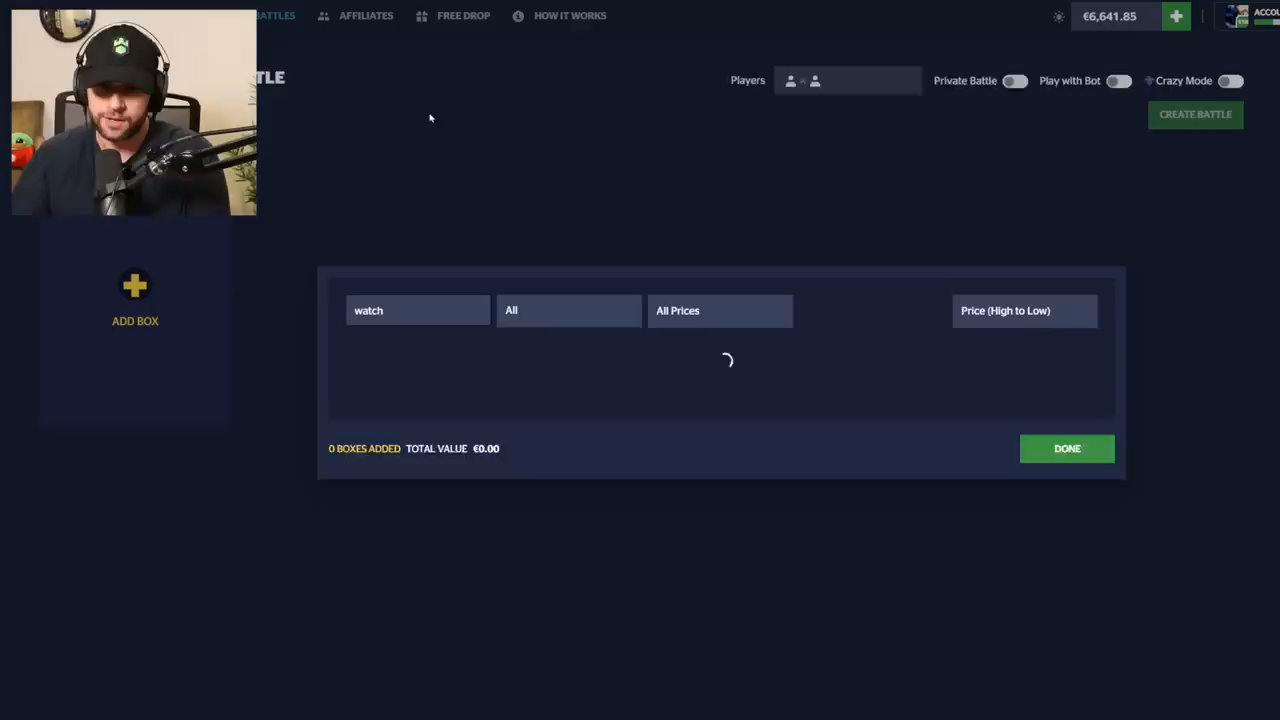 BATTLES
AFFILIATES
FREE DROP
HOW IT WORKS
€6,641.85
ACCOU
TLE
Players
Private Battle
Play with Bot
Crazy Mode
CREATE BATTLE
ADD BOX
watch
All
All Prices
Price (High to Low)
0 BOXES ADDED TOTAL VALUE €0.00
DONE